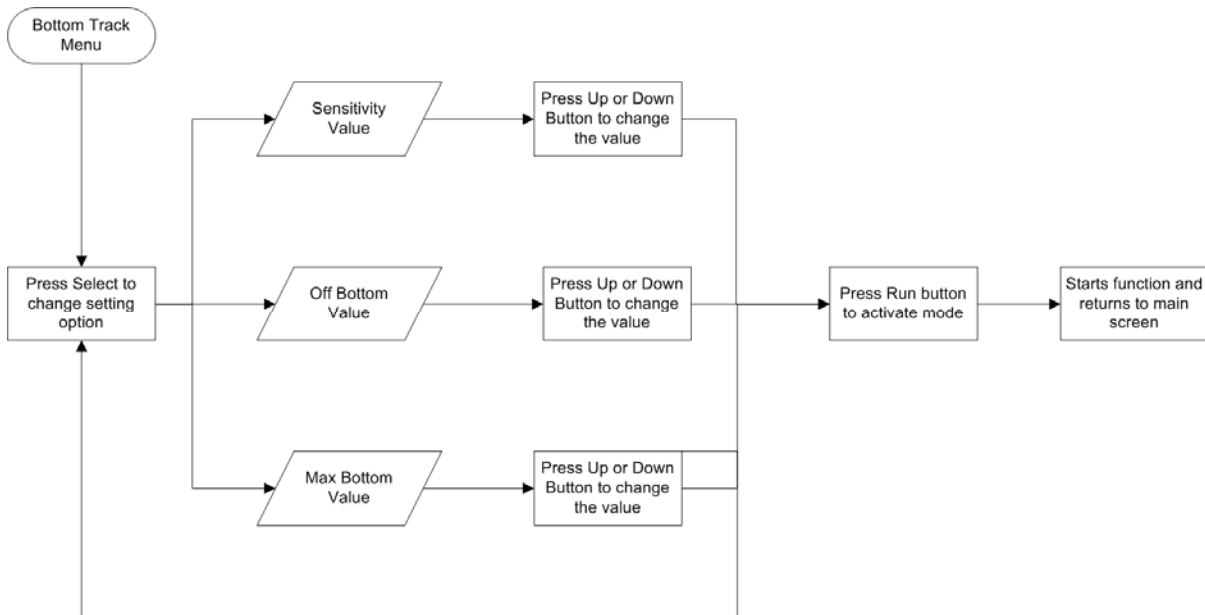 Bottom Track
Menu
Sensitivity
Value
Press Up or Down
Button to change
the value
Press Select to
change setting
option
Off Bottom
Value
Press Up or Down
Button to change
the value
Press Run button
to activate mode
Starts function and
returns to main
screen
Max Bottom
Value
Press Up or Down
Button to change
the value